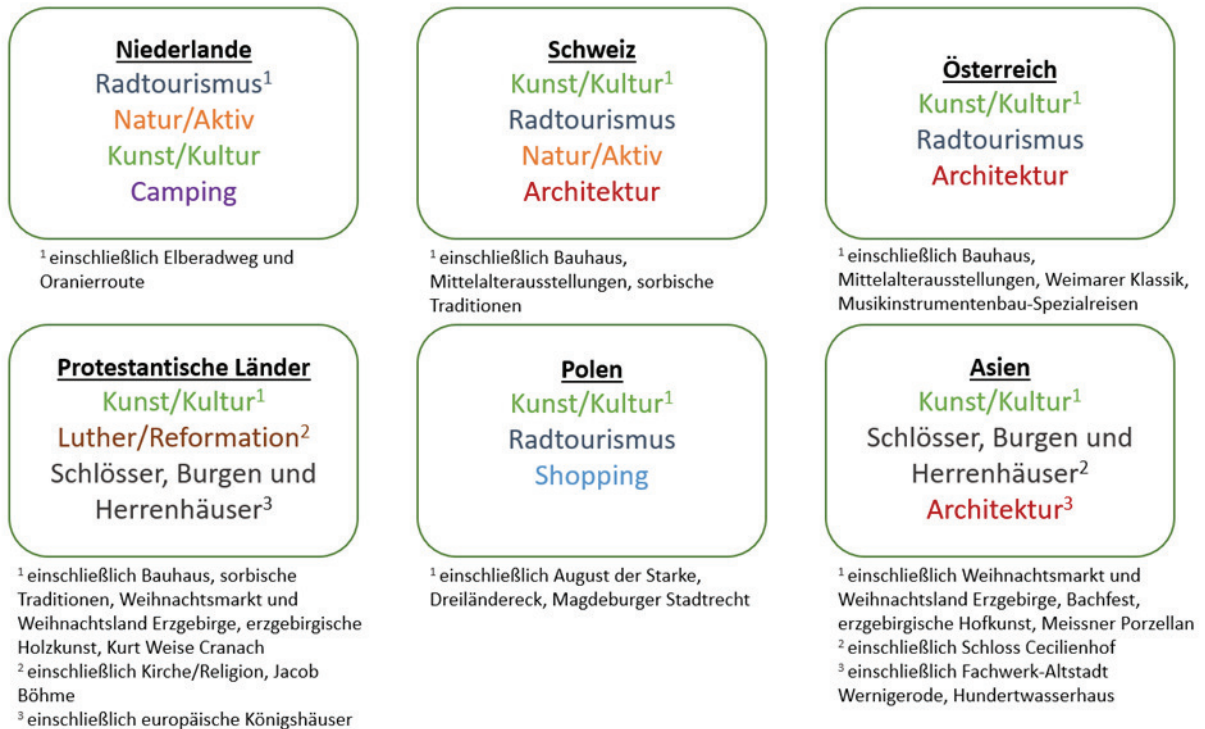 Niederlande
Radtourismus¹
Natur/Aktiv
Kunst/Kultur
Camping
¹ einschließlich Elberadweg und
Oranierroute
Schweiz
Kunst/Kultur¹
Radtourismus
Natur/Aktiv
Architektur
¹ einschließlich Bauhaus,
Mittelalterausstellungen, sorbische
Traditionen
Österreich
Kunst/Kultur¹
Radtourismus
Architektur
¹ einschließlich Bauhaus,
Mittelalterausstellungen, Weimarer Klassik,
Musikinstrumentenbau-Spezialreisen
Protestantische Länder
Kunst/Kultur¹
Luther/Reformation²
Schlösser, Burgen und
Herrenhäuser³
¹ einschließlich Bauhaus, sorbische
Traditionen, Weihnachtsmarkt und
Weihnachtsland Erzgebirge, erzgebirgische
Holzkunst, Kurt Weise Cranach
² einschließlich Kirche/Religion, Jacob
Böhme
³ einschließlich europäische Königshäuser
Polen
Kunst/Kultur¹
Radtourismus
Shopping
¹ einschließlich August der Starke,
Dreiländereck, Magdeburger Stadtrecht
Asien
Kunst/Kultur¹
Schlösser, Burgen und
Herrenhäuser²
Architektur³
¹ einschließlich Weihnachtsmarkt und
Weihnachtsland Erzgebirge, Bachfest,
erzgebirgische Hofkunst, Meissner Porzellan
² einschließlich Schloss Cecilienhof
³ einschließlich Fachwerk-Altstadt
Wernigerode, Hundertwasserhaus